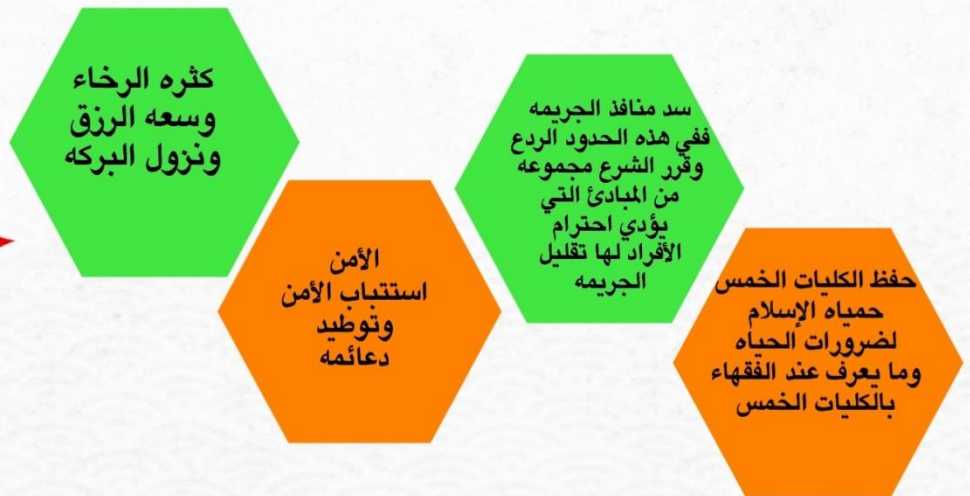 حفظ الكليات الخمس
حمياه الإسلام
لضرورات الحياه
وما يعرف عند الفقهاء
بالكليات الخمس
سد منافذ الجريمه
ففي هذه الحدود الردع
وقرر الشرع مجموعه
من المبادئ التي
يؤدي احترام
الأفراد لها تقليل
الجريمه
الأمن
استتباب الأمن
وتوطيد
دعائمه
كثره الرخاء
وسعه الرزق
ونزول البركه